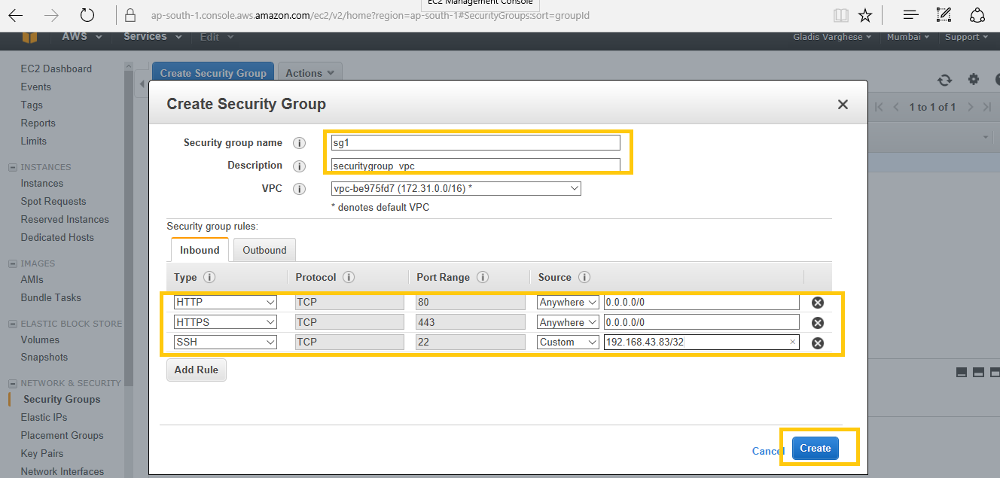 EC2 Management Console
ap-south-1.console.aws.amazon.com/ec2/v2/home?region=ap-south-1#SecurityGroups:sort=groupId
AWS Services Edit Gladis Varghese Mumbai Support
EC2 Dashboard
Events
Tags
Reports
Limits
INSTANCES
Instances
Spot Requests
Reserved Instances
Dedicated Hosts
IMAGES
AMIs
Bundle Tasks
ELASTIC BLOCK STORE
Volumes
Snapshots
NETWORK & SECURITY
Security Groups
Elastic IPs
Placement Groups
Key Pairs
Network Interfaces
Create Security Group Actions
1 to 1 of 1
Create Security Group
Security group name sg1
Description securitygroup vpc
VPC vpc-be975fd7 (172.31.0.0/16) *
* denotes default VPC
Security group rules:
Inbound Outbound
Type Protocol Port Range Source
HTTP TCP 80 Anywhere 0.0.0.0/0
HTTPS TCP 443 Anywhere 0.0.0.0/0
SSH TCP 22 Custom 192.168.43.83/32
Add Rule
Cancel Create